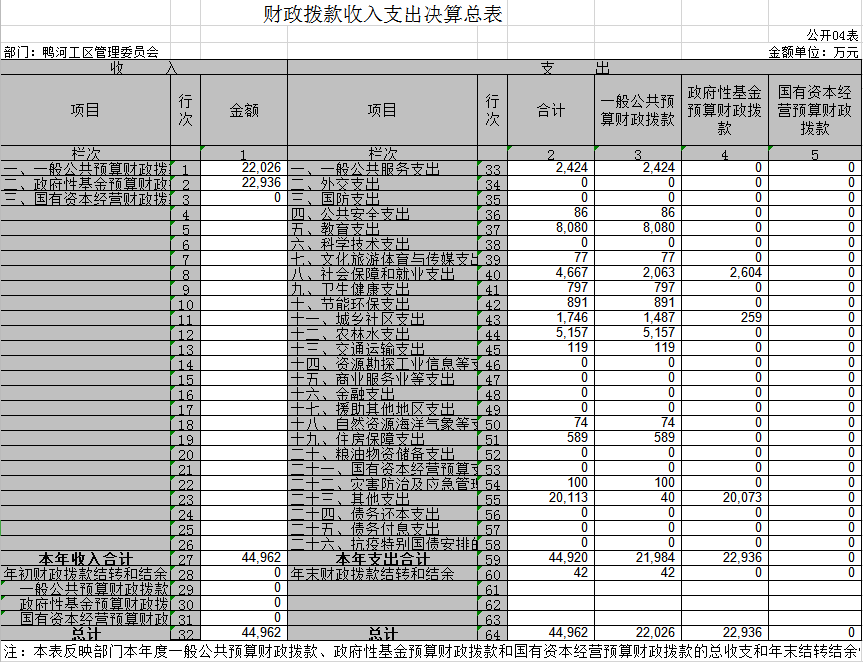 财政拨款收入支出决算总表
公开04表
部门：鸭河工区管理委员会 金额单位：万元
收 入 支 出
项目 行次 金额 项目 行次 合计 一般公共预算财政拨款 政府性基金预算财政拨款 国有资本经营预算财政拨款
栏次 1 栏次 2 3 4 5
一、一般公共预算财政拨 1 22,026 一、一般公共服务支出 33 2,424 2,424 0 0
二、政府性基金预算财政 2 22,936 二、外交支出 34 0 0 0 0
三、国有资本经营财政拨 3 0 三、国防支出 35 0 0 0 0
4 四、公共安全支出 36 86 86 0 0
5 五、教育支出 37 8,080 8,080 0 0
6 六、科学技术支出 38 0 0 0 0
7 七、文化旅游体育与传媒支出 39 77 77 0 0
8 八、社会保障和就业支出 40 4,667 2,063 2,604 0
9 九、卫生健康支出 41 797 797 0 0
10 十、节能环保支出 42 891 891 0 0
11 十一、城乡社区支出 43 1,746 1,487 259 0
12 十二、农林水支出 44 5,157 5,157 0 0
13 十三、交通运输支出 45 119 119 0 0
14 十四、资源勘探工业信息等支 46 0 0 0 0
15 十五、商业服务业等支出 47 0 0 0 0
16 十六、金融支出 48 0 0 0 0
17 十七、援助其他地区支出 49 0 0 0 0
18 十八、自然资源海洋气象等支 50 74 74 0 0
19 十九、住房保障支出 51 589 589 0 0
20 二十、粮油物资储备支出 52 0 0 0 0
21 二十一、国有资本经营预算支 53 0 0 0 0
22 二十二、灾害防治及应急管理 54 100 100 0 0
23 二十三、其他支出 55 20,113 40 20,073 0
24 二十四、债务还本支出 56 0 0 0 0
25 二十五、债务付息支出 57 0 0 0 0
26 二十六、抗疫特别国债安排的 58 0 0 0 0
本年收入合计 27 44,962 本年支出合计 59 44,920 21,984 22,936 0
年初财政拨款结转和结余 28 0 年末财政拨款结转和结余 60 42 42 0 0
一般公共预算财政拨款 29 0 61
政府性基金预算财政拨 30 0 62
国有资本经营预算财政 31 0 63
总计 32 44,962 总计 64 44,962 22,026 22,936 0
注：本表反映部门本年度一般公共预算财政拨款、政府性基金预算财政拨款和国有资本经营预算财政拨款的总收支和年末结转结余